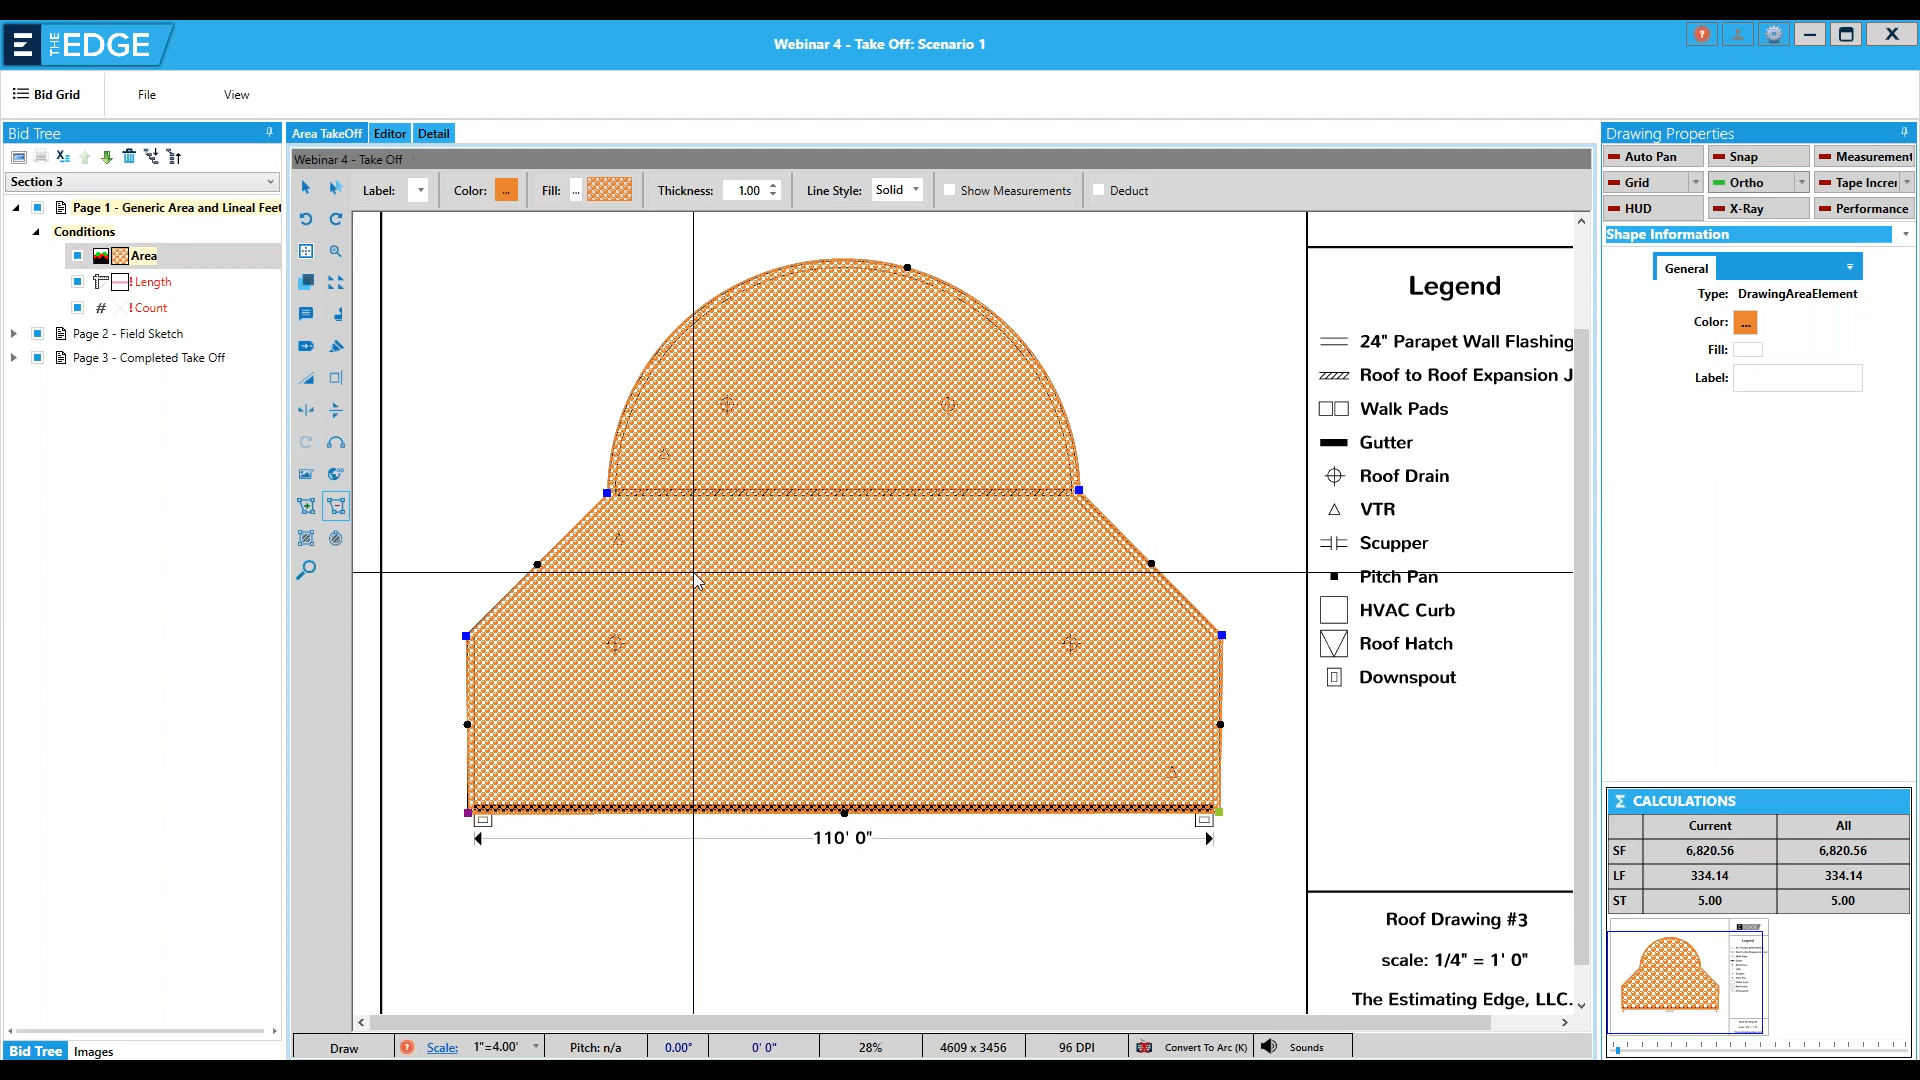 THE EDGE
Webinar 4 - Take Off: Scenario 1
Bid Grid
File
View
Bid Tree
Area TakeOff
Editor
Detail
Drawing Properties
Webinar 4 - Take Off
Auto Pan
Snap
Measurement
Section 3
Label:
Color:
...
Fill:
...
Thickness:
1.00
Line Style:
Solid
Show Measurements
Deduct
Grid
Ortho
Tape Increr
Page 1 - Generic Area and Lineal Feet
HUD
X-Ray
Performance
Conditions
Shape Information
Area
! Length
# ! Count
General
Type: DrawingAreaElement
Color: ...
Fill:
Label:
Page 2 - Field Sketch
Page 3 - Completed Take Off
Legend
24" Parapet Wall Flashing
Roof to Roof Expansion J
Walk Pads
Gutter
Roof Drain
VTR
Scupper
Pitch Pan
HVAC Curb
Roof Hatch
Downspout
110' 0"
Roof Drawing #3
scale: 1/4" = 1' 0"
The Estimating Edge, LLC.
Σ CALCULATIONS
Current All
SF 6,820.56 6,820.56
LF 334.14 334.14
ST 5.00 5.00
Bid Tree
Images
Draw
Scale: 1"=4.00'
Pitch: n/a
0.00°
0' 0"
28%
4609 x 3456
96 DPI
Convert To Arc (K)
Sounds